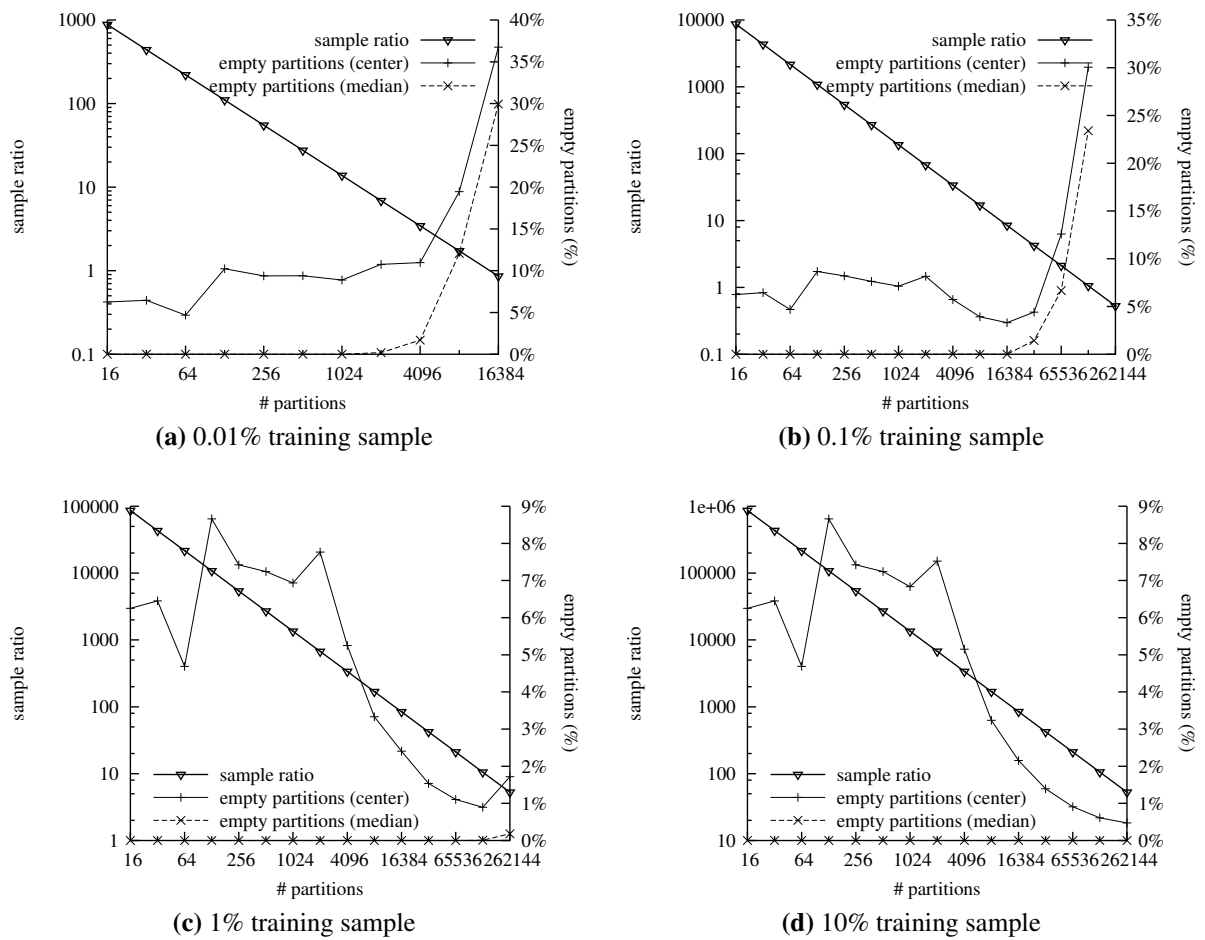 1000
100
10
1
0.1
40%
35%
30%
25%
20%
15%
10%
5%
0%
sample ratio
empty partitions (center)
empty partitions (median)
sample ratio
empty partitions (%)
16 64 256 1024 4096 16384
# partitions
(a) 0.01% training sample
10000
1000
100
10
1
0.1
35%
30%
25%
20%
15%
10%
5%
0%
sample ratio
empty partitions (center)
empty partitions (median)
sample ratio
empty partitions (%)
16 64 256 1024 4096 16384 65536 262144
# partitions
(b) 0.1% training sample
100000
10000
1000
100
10
1
9%
8%
7%
6%
5%
4%
3%
2%
1%
0%
sample ratio
empty partitions (%)
sample ratio
empty partitions (center)
empty partitions (median)
16 64 256 1024 4096 16384 65536 262144
# partitions
(c) 1% training sample
1e+06
100000
10000
1000
100
10
9%
8%
7%
6%
5%
4%
3%
2%
1%
0%
sample ratio
empty partitions (%)
sample ratio
empty partitions (center)
empty partitions (median)
16 64 256 1024 4096 16384 65536 262144
# partitions
(d) 10% training sample